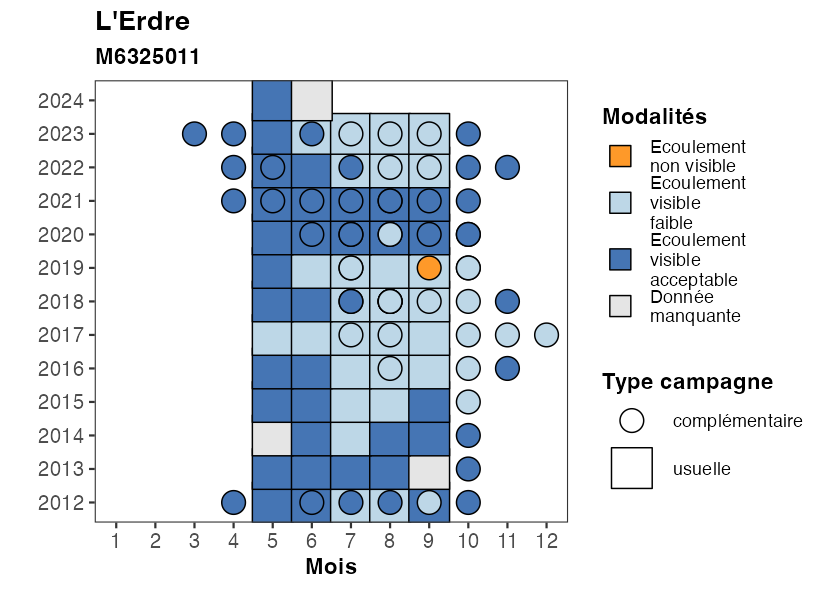 L'Erdre
M6325011
2024
2023
2022
2021
2020
2019
2018
2017
2016
2015
2014
2013
2012
1 2 3 4 5 6 7 8 9 10 11 12
Mois
Modalités
Ecoulement
non visible
Ecoulement
visible
faible
Ecoulement
visible
acceptable
Donnée
manquante
Type campagne
complémentaire
usuelle